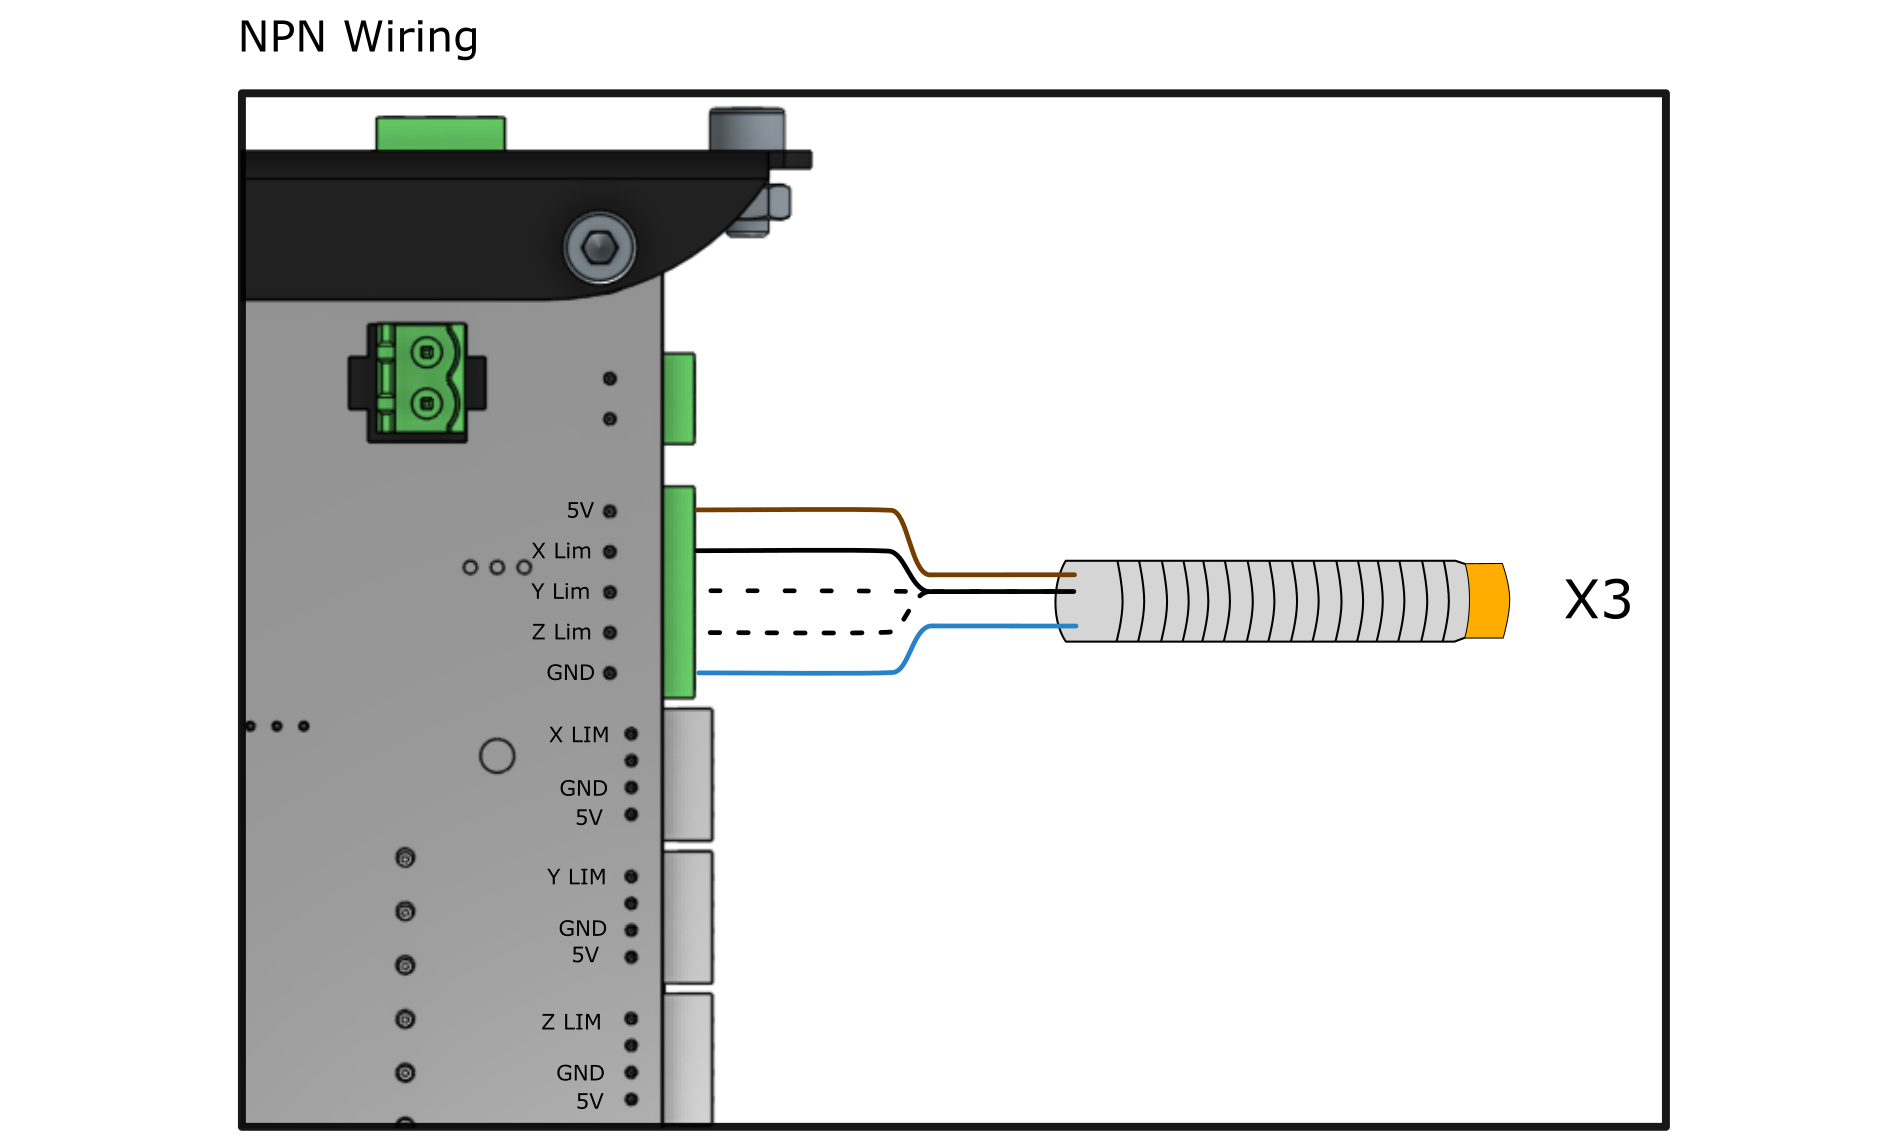 NPN Wiring
5V
X Lim
Y Lim
Z Lim
GND
X3
X LIM
GND
5V
Y LIM
GND
5V
Z LIM
GND
5V